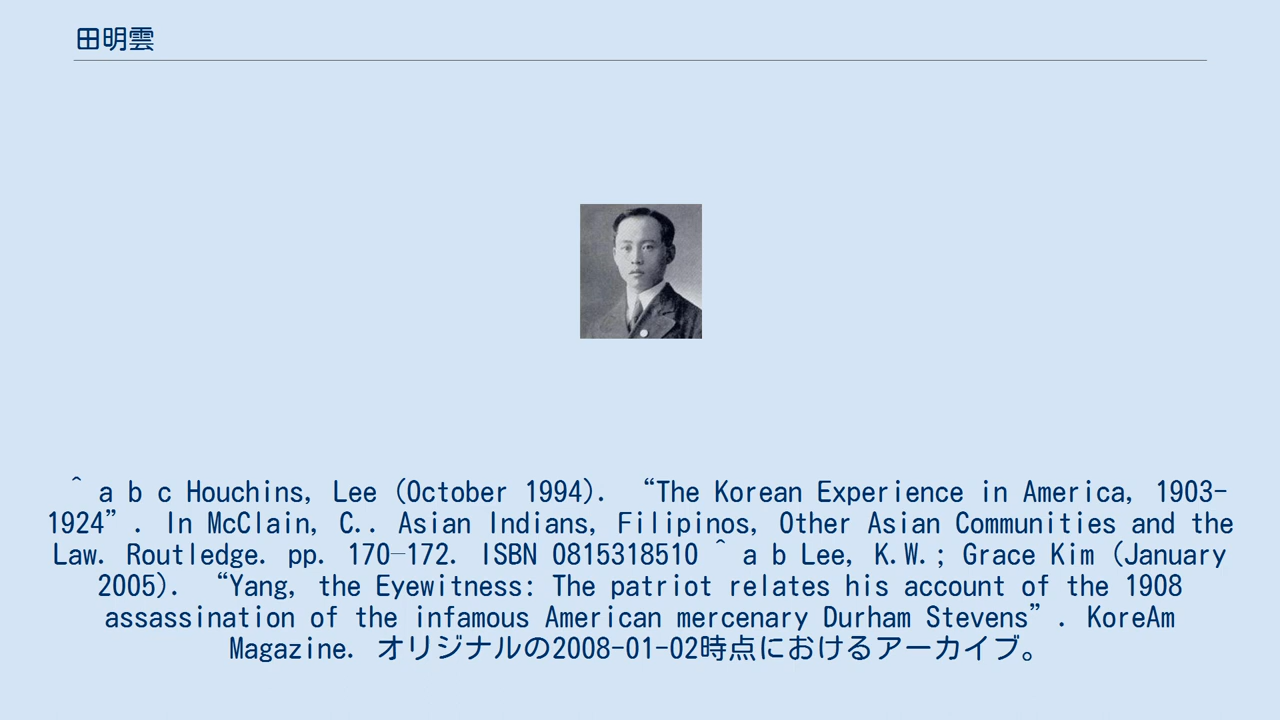 田明雲
^ a b c Houchins, Lee (October 1994). “The Korean Experience in America, 1903-
1924”. In McClain, C.. Asian Indians, Filipinos, Other Asian Communities and the
Law. Routledge. pp. 170–172. ISBN 0815318510 ^ a b Lee, K.W.; Grace Kim (January
2005). “Yang, the Eyewitness: The patriot relates his account of the 1908
assassination of the infamous American mercenary Durham Stevens”. KoreAm
Magazine. オリジナルの2008-01-02時点におけるアーカイブ。